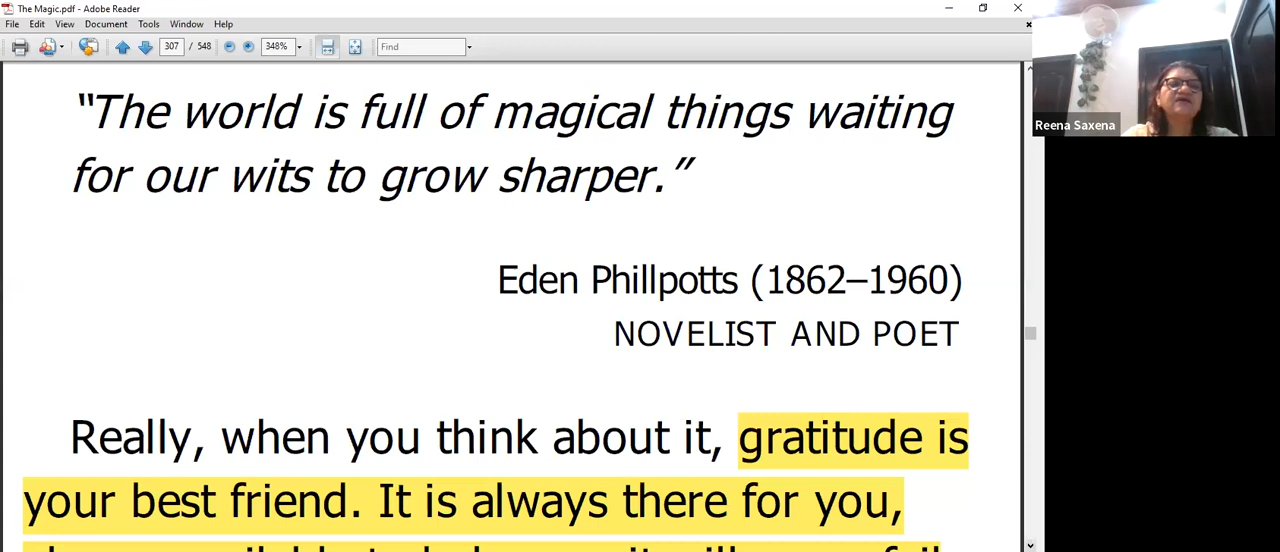 The Magic.pdf - Adobe Reader
File Edit View Document Tools Window Help
307 / 548 348% Find
Reena Saxena
“The world is full of magical things waiting
for our wits to grow sharper.”
Eden Phillpotts (1862–1960)
NOVELIST AND POET
Really, when you think about it, gratitude is
your best friend. It is always there for you,